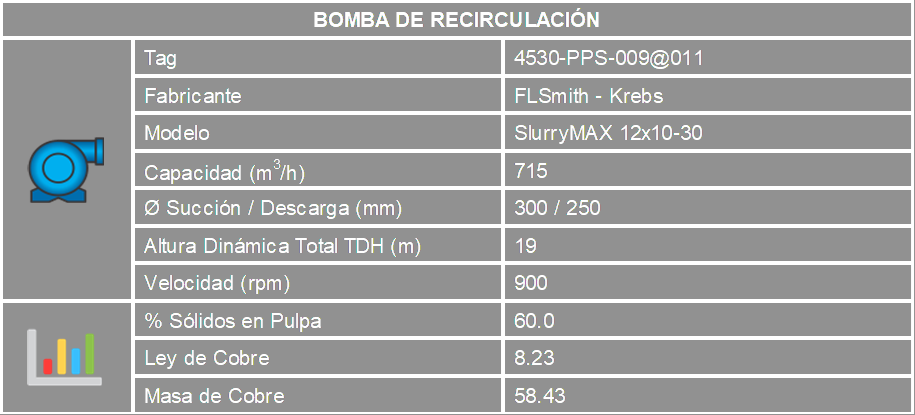 BOMBA DE RECIRCULACIÓN
Tag 4530-PPS-009@011
Fabricante FLSmith - Krebs
Modelo SlurryMAX 12x10-30
Capacidad (m³/h) 715
Ø Succión / Descarga (mm) 300 / 250
Altura Dinámica Total TDH (m) 19
Velocidad (rpm) 900
% Sólidos en Pulpa 60.0
Ley de Cobre 8.23
Masa de Cobre 58.43